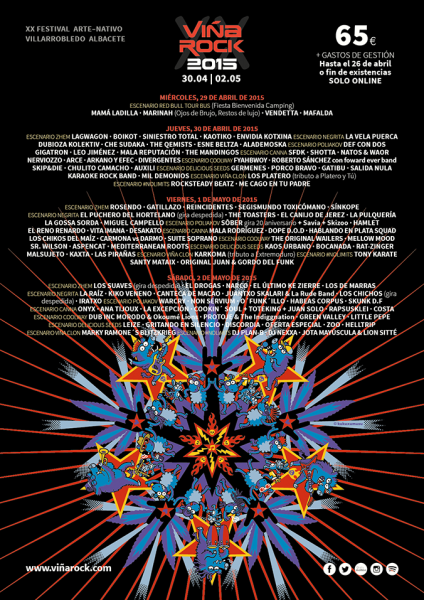 XX FESTIVAL ARTE-NATIVO
VILLARROBLEDO ALBACETE
VIÑA
ROCK
2015
30.04 | 02.05
65€
+ GASTOS DE GESTIÓN
Hasta el 26 de abril
o fin de existencias
SOLO ONLINE
MIÉRCOLES, 29 DE ABRIL DE 2015
ESCENARIO RED BULL TOUR BUS (Fiesta Bienvenida Camping)
MAMÁ LADILLA · MARINAH (Ojos de Brujo, Restos de lujo) · VENDETTA · MAFALDA
JUEVES, 30 DE ABRIL DE 2015
ESCENARIO ZHEM LAGWAGON · BOIKOT · SINIESTRO TOTAL · KAOTIKO · ENVIDIA KOTXINA ESCENARIO NEGRITA LA VELA PUERCA
DUBIOZA KOLEKTIV · CHE SUDAKA · THE QEMISTS · ESNE BELTZA · ALADEMOSKA ESCENARIO POLIAKOV DEF CON DOS
GIGATRON · LEO JIMÉNEZ · MALA REPUTACIÓN · THE MANDINGOS ESCENARIO CANNA SFDK · SHOTTA · NATOS & WAOR
NERVIOZZO · ARCE · ARKANO Y EFEC · DIVERGENTES ESCENARIO COOLWAY FYAHBWOY · ROBERTO SÁNCHEZ con foward ever band
SKIP&DIE · CHULITO CAMACHO · AUXILI ESCENARIO DELICIOUS SEEDS GERMENES · PORCO BRAVO · GATIBU · SALIDA NULA
KARAOKE ROCK BAND · MIL DEMONIOS ESCENARIO VIÑA CLON LOS PLATERO (tributo a Platero y Tú)
ESCENARIO #NOLIMITS ROCKSTEADY BEATZ · ME CAGO EN TU PADRE
VIERNES, 1 DE MAYO DE 2015
ESCENARIO ZHEM ROSENDO · GATILLAZO · REINCIDENTES · SEGISMUNDO TOXICÓMANO · SÍNKOPE
ESCENARIO NEGRITA EL PUCHERO DEL HORTELANO (gira despedida) · THE TOASTERS · EL CANIJO DE JEREZ · LA PULQUERÍA
LA GOSSA SORDA · MIGUEL CAMPELLO ESCENARIO POLIAKOV SÔBER (gira 20 aniversario) + Savia + Skizoo · HAMLET
EL RENO RENARDO · VITA IMANA · DESAKATO ESCENARIO CANNA MALA RODRÍGUEZ · DOPE D.O.D · HABLANDO EN PLATA SQUAD
LOS CHIKOS DEL MAÍZ · CARMONA vs DÁRMO · SUITE SOPRANO ESCENARIO COOLWAY THE ORIGINAL WAILERS · MELLOW MOOD
SR. WILSON · ASPENCAT · MEDITERRANEAN ROOTS ESCENARIO DELICIOUS SEEDS KAOS URBANO · BOCANADA · RAT-ZINGER
MALSUJETO · KAXTA · LAS PIRAÑAS ESCENARIO VIÑA CLON KARKOMA (tributo a Extremoduro) ESCENARIO #NOLIMITS TONY KARATE
SANTY MATAIX · ORIGINAL JUAN & GORDO DEL FUNK
SÁBADO, 2 DE MAYO DE 2015
ESCENARIO ZHEM LOS SUAVES (gira despedida) · EL DROGAS · NARCO · EL ÚLTIMO KE ZIERRE · LOS DE MARRAS
ESCENARIO NEGRITA LA RAÍZ · KIKO VENENO · CANTECA DE MACAO · JUANTXO SKALARI & La Rude Band · LOS CHICHOS (gira
despedida) · IRATXO ESCENARIO POLIAKOV WARCRY · NON SERVIUM · O' FUNK'ILLO · HABEAS CORPUS · SKUNK D.F
ESCENARIO CANNA ONYX · ANA TIJOUX · LA EXCEPCIÓN · COOKIN' SOUL + TOTEKING + JUAN SOLO · RAPSUSKLEI · COSTA
ESCENARIO COOLWAY DUB INC MORODO & Okoumé Lions · PROTOJE & The Indiggnation · GREEN VALLEY · LITTLE PEPE
ESCENARIO DELICIOUS SEEDS LEIZE · GRITANDO EN SILENCIO · DISCORDIA · OFERTA ESPECIAL · ZOO · HELLTRIP
ESCENARIO VIÑA CLON MARKY RAMONE´S BLITZKRIEG ESCENARIO #NOLIMITS DJ PLAN-B · DJ NEXXA · JOTA MAYÚSCULA & LION SITTÉ
www.viñarock.com